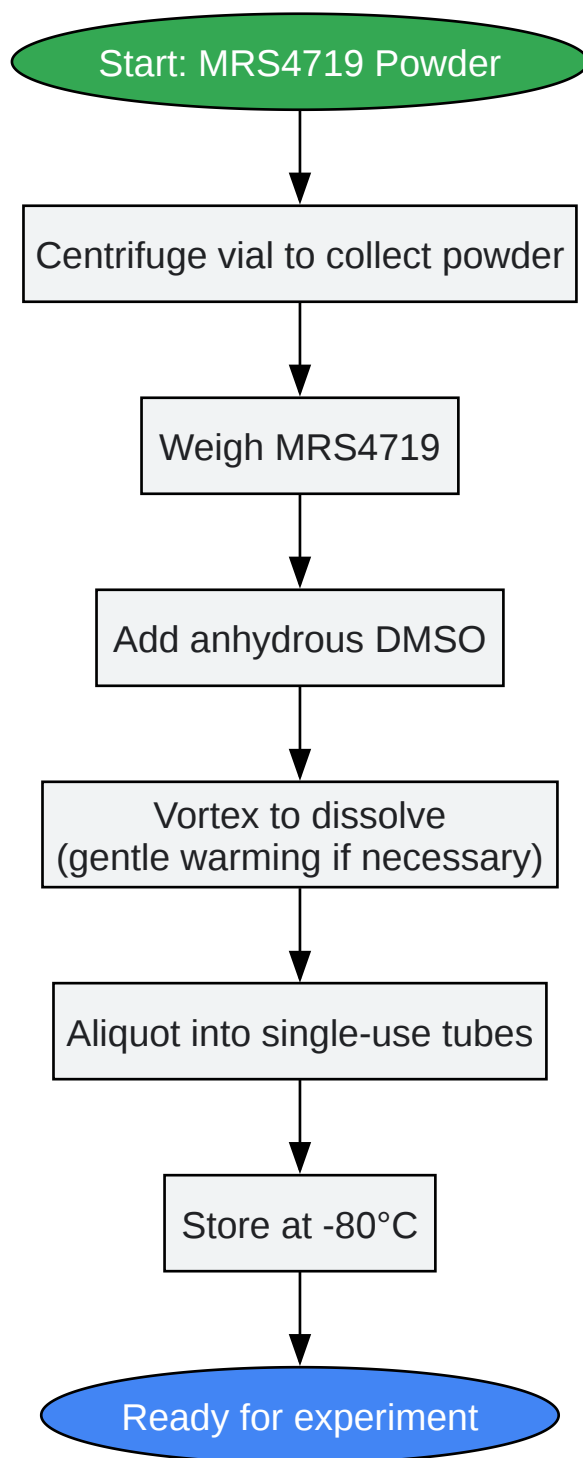 Start: MRS4719 Powder
Centrifuge vial to collect powder
Weigh MRS4719
Add anhydrous DMSO
Vortex to dissolve
(gentle warming if necessary)
Aliquot into single-use tubes
Store at -80°C
Ready for experiment